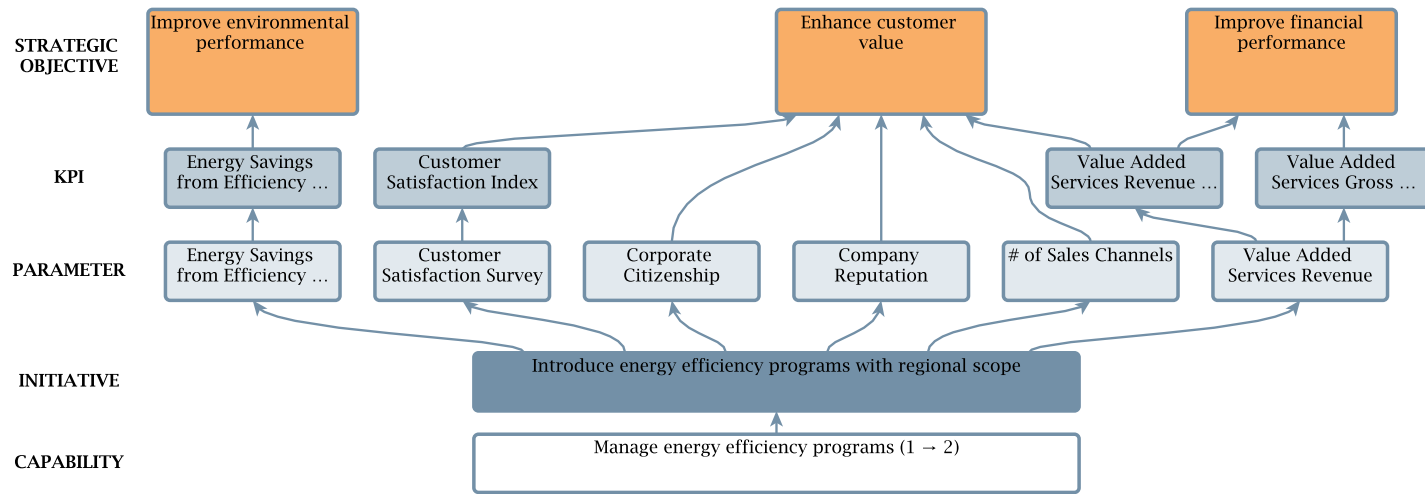 STRATEGIC
OBJECTIVE
Improve environmental
performance
Enhance customer
value
Improve financial
performance
KPI
Energy Savings
from Efficiency ...
Customer
Satisfaction Index
Value Added
Services Revenue ...
Value Added
Services Gross ...
PARAMETER
Energy Savings
from Efficiency ...
Customer
Satisfaction Survey
Corporate
Citizenship
Company
Reputation
# of Sales Channels
Value Added
Services Revenue
INITIATIVE
Introduce energy efficiency programs with regional scope
CAPABILITY
Manage energy efficiency programs (1 → 2)